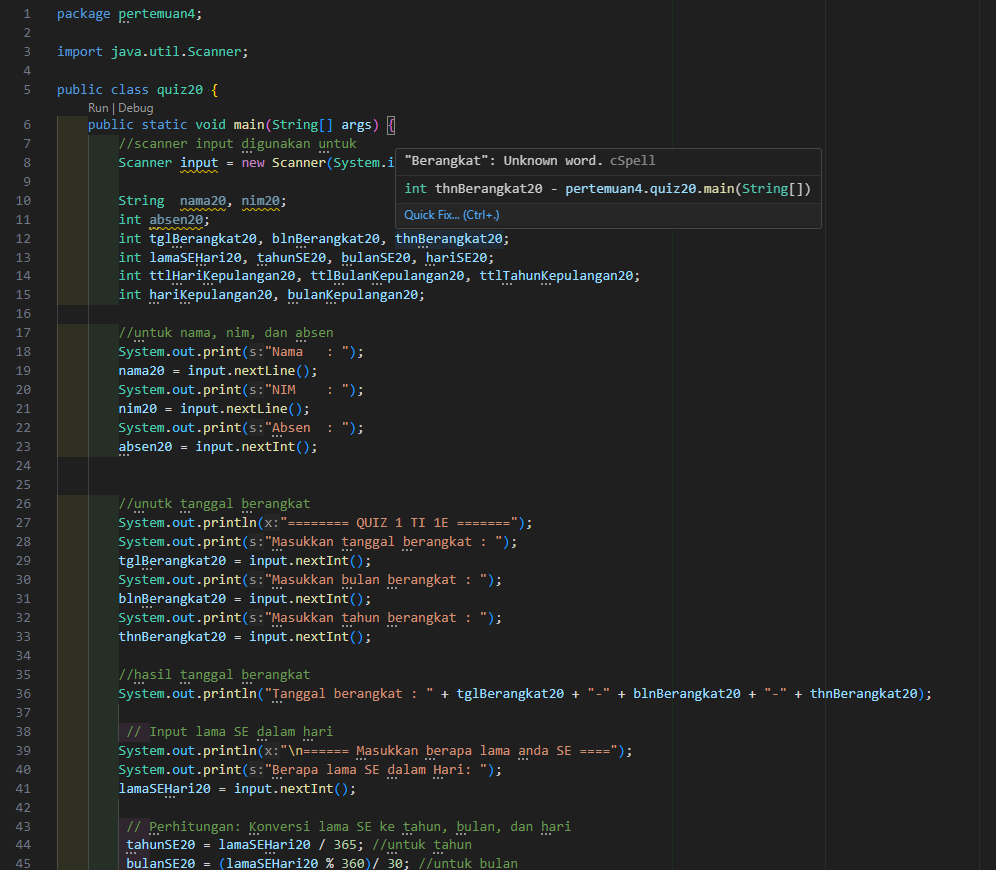 1 package pertemuan4;
2
3 import java.util.Scanner;
4
5 public class quiz20 {
Run | Debug
6 public static void main(String[] args) {
7 //scanner input digunakan untuk
8 Scanner input = new Scanner(System.i
"Berangkat": Unknown word. cSpell
int thnBerangkat20 - pertemuan4.quiz20.main(String[])
Quick Fix... (Ctrl+.)
9
10 String  nama20, nim20;
11 int absen20;
12 int tglBerangkat20, blnBerangkat20, thnBerangkat20;
13 int lamaSEHari20, tahunSE20, bulanSE20, hariSE20;
14 int ttlHariKepulangan20, ttlBulanKepulangan20, ttlTahunKepulangan20;
15 int hariKepulangan20, bulanKepulangan20;
16
17 //untuk nama, nim, dan absen
18 System.out.print(s:"Nama   : ");
19 nama20 = input.nextLine();
20 System.out.print(s:"NIM    : ");
21 nim20 = input.nextLine();
22 System.out.print(s:"Absen  : ");
23 absen20 = input.nextInt();
24
25
26 //unutk tanggal berangkat
27 System.out.println(x:"======== QUIZ 1 TI 1E =======");
28 System.out.print(s:"Masukkan tanggal berangkat : ");
29 tglBerangkat20 = input.nextInt();
30 System.out.print(s:"Masukkan bulan berangkat : ");
31 blnBerangkat20 = input.nextInt();
32 System.out.print(s:"Masukkan tahun berangkat : ");
33 thnBerangkat20 = input.nextInt();
34
35 //hasil tanggal berangkat
36 System.out.println("Tanggal berangkat : " + tglBerangkat20 + "-" + blnBerangkat20 + "-" + thnBerangkat20);
37
38 // Input lama SE dalam hari
39 System.out.println(x:"\n====== Masukkan berapa lama anda SE ====");
40 System.out.print(s:"Berapa lama SE dalam Hari: ");
41 lamaSEHari20 = input.nextInt();
42
43 // Perhitungan: Konversi lama SE ke tahun, bulan, dan hari
44 tahunSE20 = lamaSEHari20 / 365; //untuk tahun
45 bulanSE20 = (lamaSEHari20 % 360)/ 30; //untuk bulan